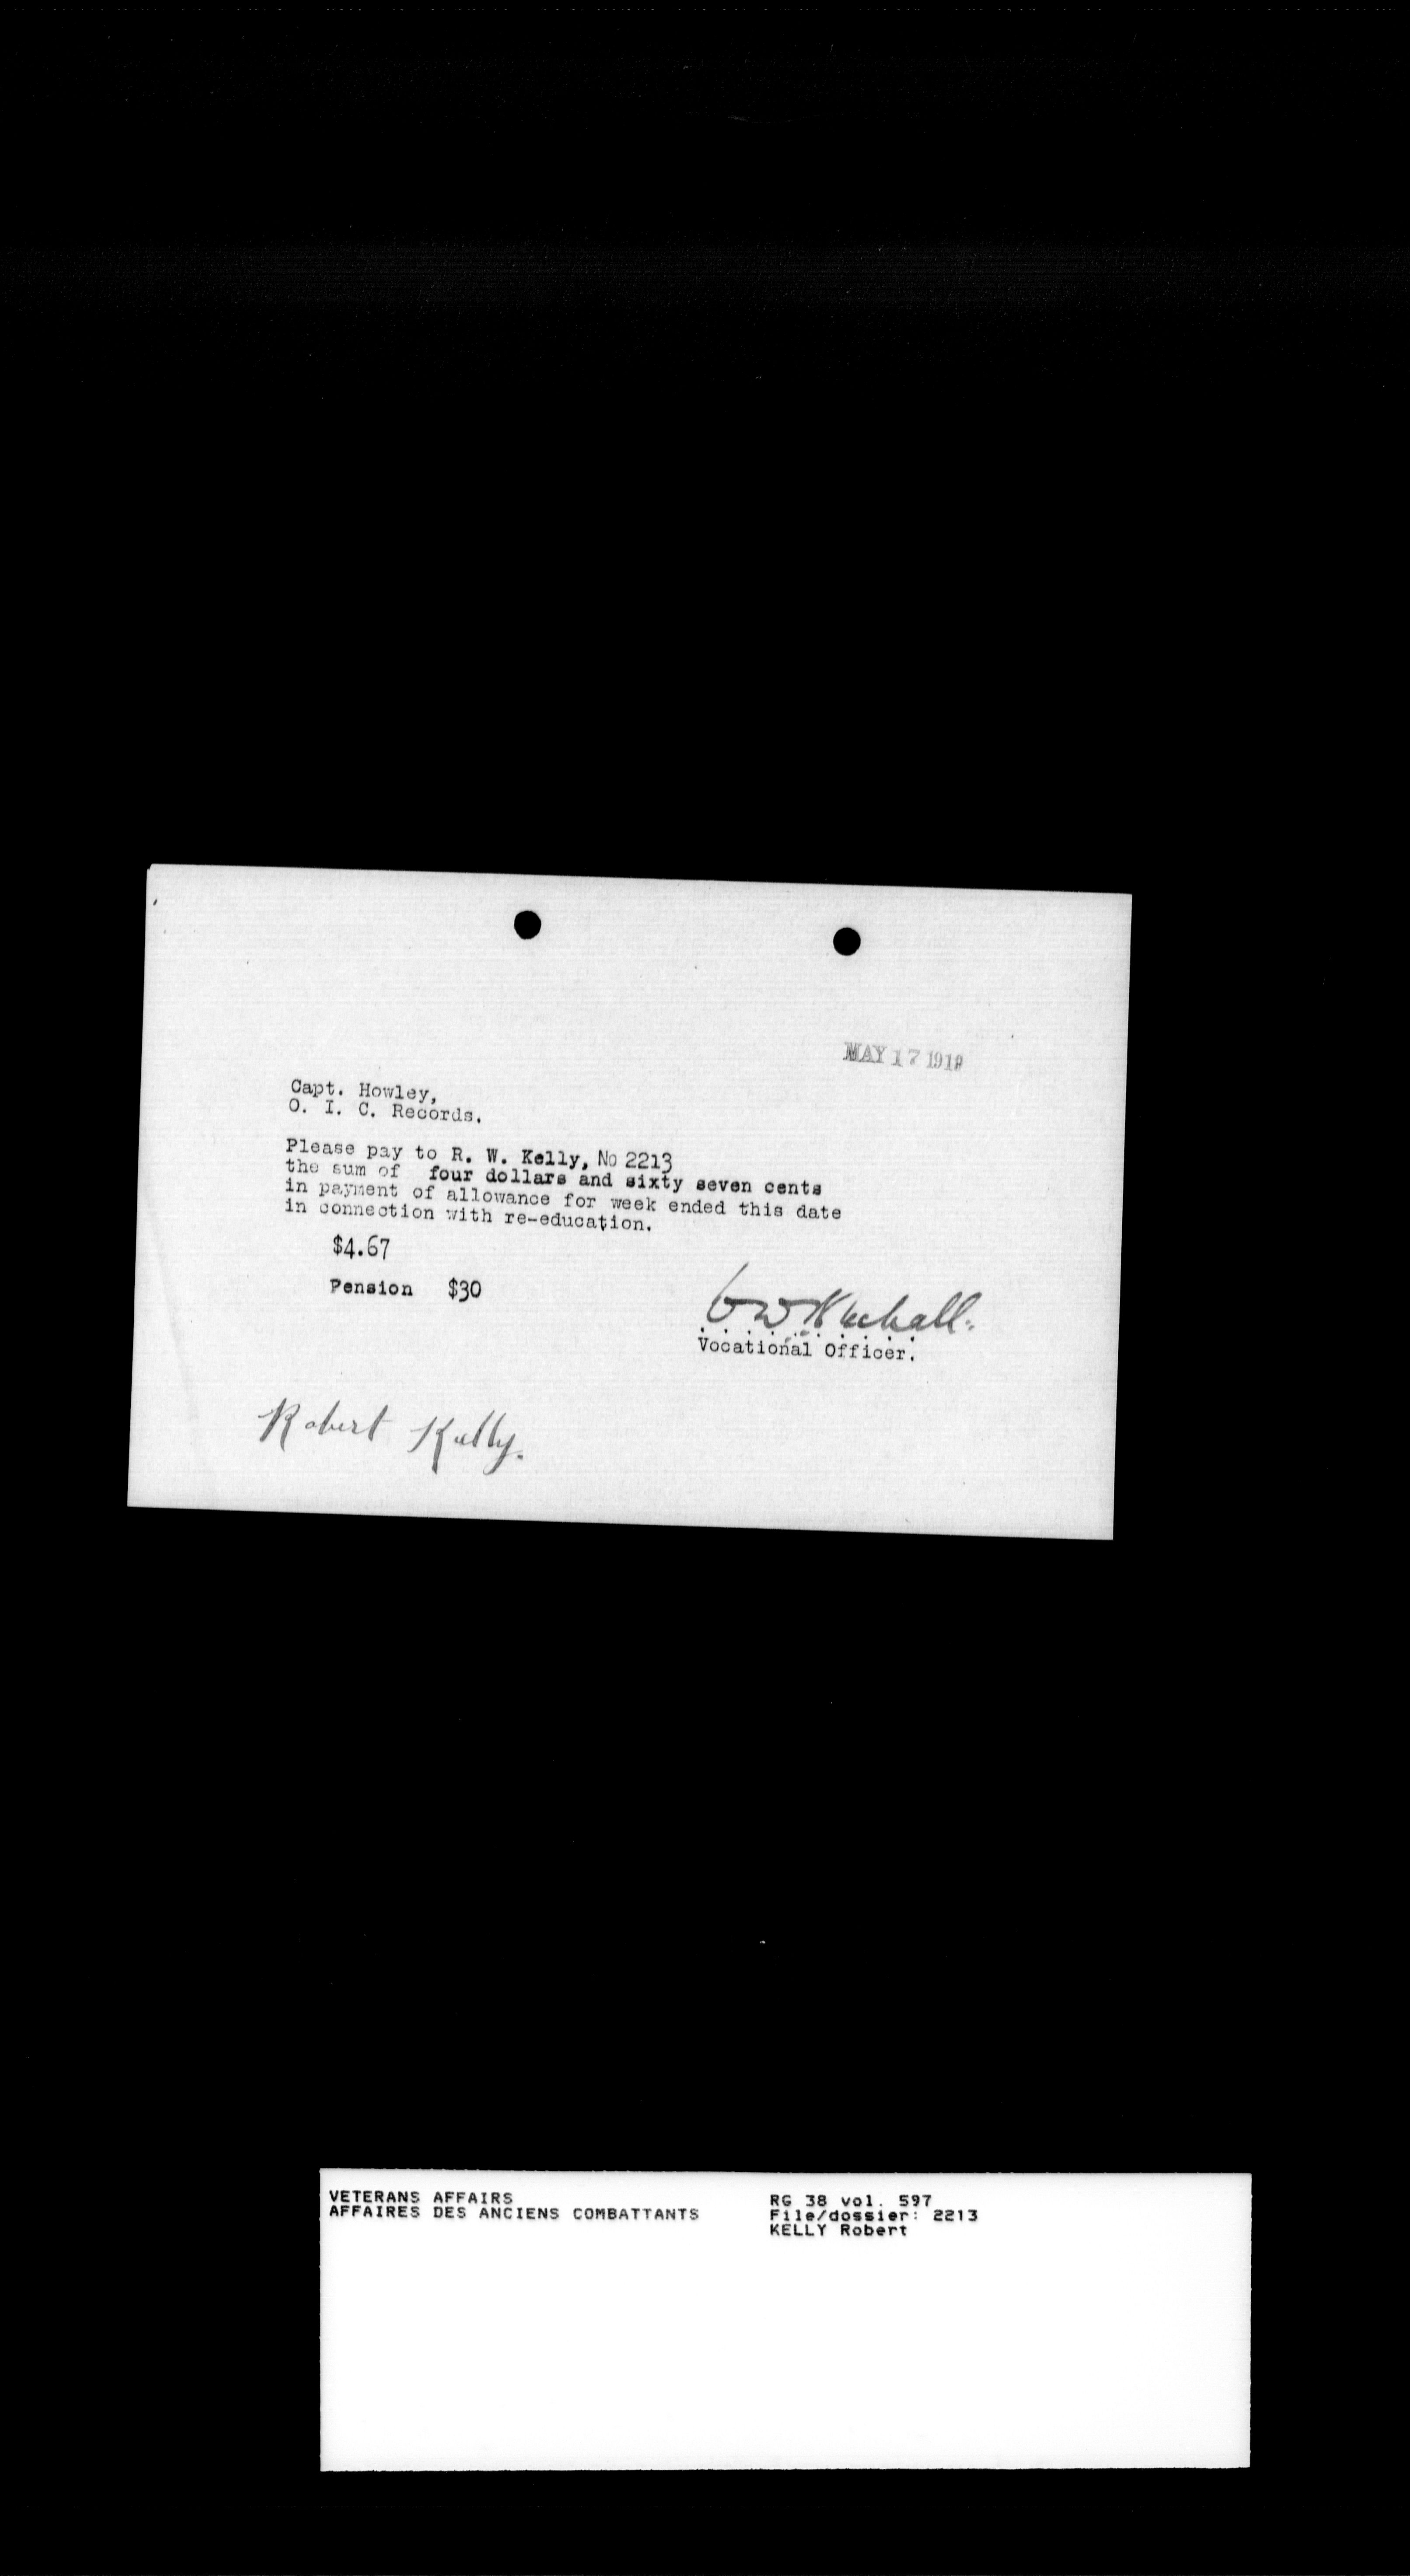 MAY 17 1919
Capt. Howley,
O. I. C. Records.
Please pay to R. W. Kelly, No 2213
the sum of four dollars and sixty seven cents
in payment of allowance for week ended this date
in connection with re-education.
$4.67
Pension $30
Vocational Officer.
Robert Kelly.
VETERANS AFFAIRS
AFFAIRES DES ANCIENS COMBATTANTS
RG 38 vol. 597
File/dossier: 2213
KELLY Robert